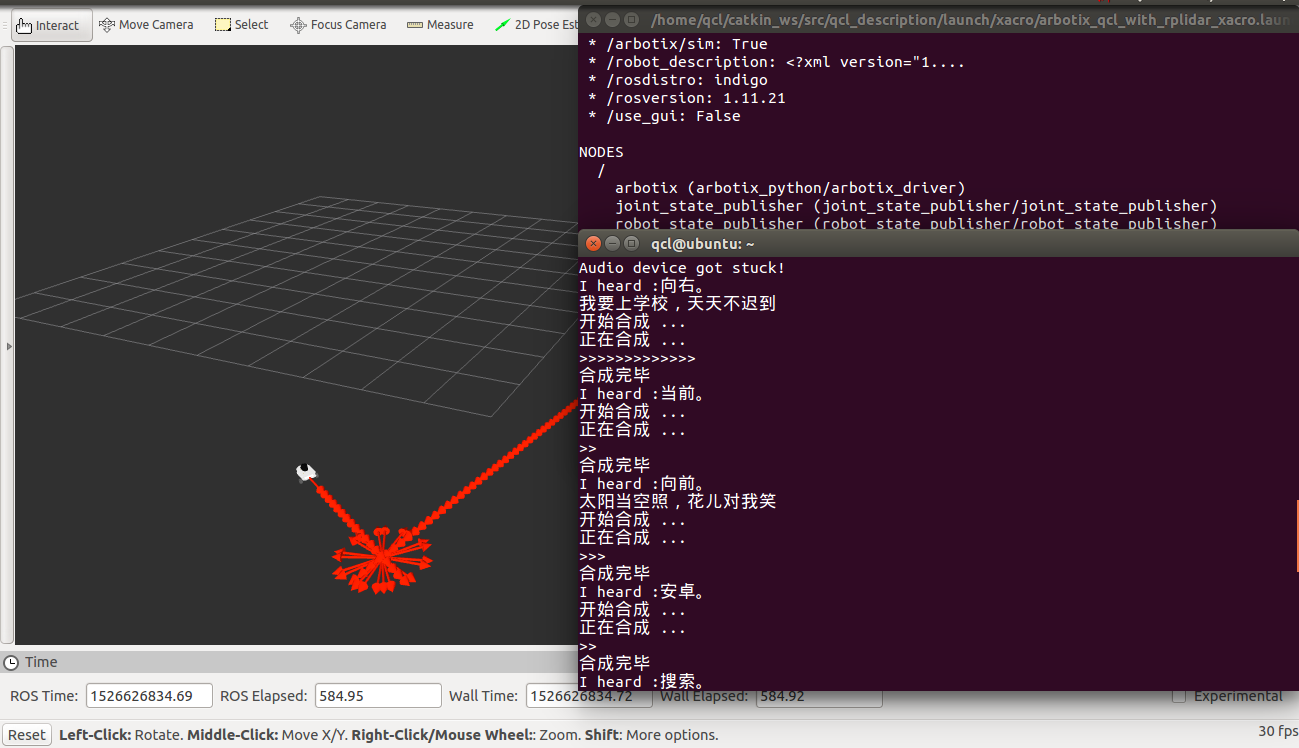 Interact Move Camera Select Focus Camera Measure 2D Pose Est
/home/qcl/catkin_ws/src/qcl_description/launch/xacro/arbotix_qcl_with_rplidar_xacro.laun
* /arbotix/sim: True
* /robot_description: <?xml version="1....
* /rosdistro: indigo
* /rosversion: 1.11.21
* /use_gui: False
NODES
/
arbotix (arbotix_python/arbotix_driver)
joint_state_publisher (joint_state_publisher/joint_state_publisher)
robot_state_publisher (robot_state_publisher/robot_state_publisher)
qcl@ubuntu: ~
Audio device got stuck!
I heard :向右。
我要上学校，天天不迟到
开始合成 ...
正在合成 ...
>>>>>>>>>>>>>
合成完毕
I heard :当前。
开始合成 ...
正在合成 ...
>>
合成完毕
I heard :向前。
太阳当空照，花儿对我笑
开始合成 ...
正在合成 ...
>>>
合成完毕
I heard :安卓。
开始合成 ...
正在合成 ...
>>
合成完毕
I heard :搜索。
Time
ROS Time: 1526626834.69 ROS Elapsed: 584.95 Wall Time: 1526626834.72 Wall Elapsed: 584.92 Experimental
Reset Left-Click: Rotate. Middle-Click: Move X/Y. Right-Click/Mouse Wheel:: Zoom. Shift: More options. 30 fps